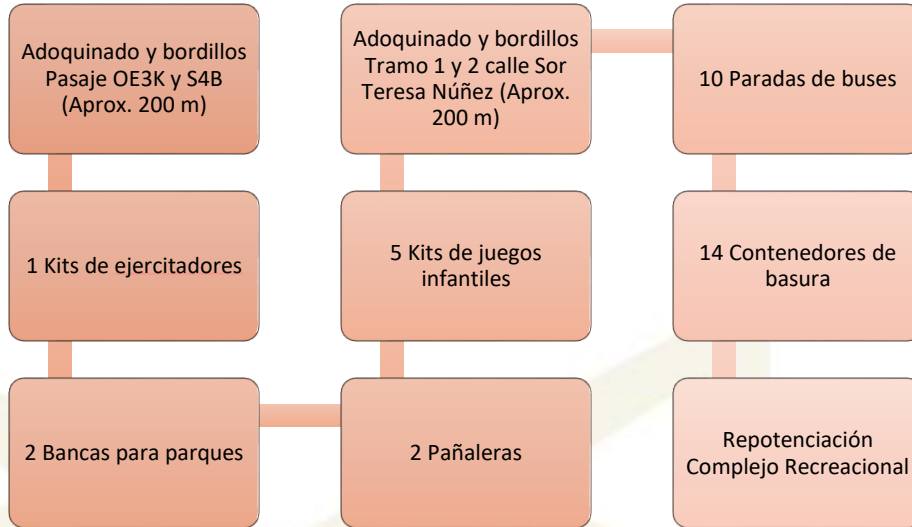 Adoquinado y bordillos
Pasaje OE3K y S4B
(Aprox. 200 m)
1 Kits de ejercitadores
2 Bancas para parques
2 Pañaleras
5 Kits de juegos
infantiles
Adoquinado y bordillos
Tramo 1 y 2 calle Sor
Teresa Núñez (Aprox.
200 m)
10 Paradas de buses
14 Contenedores de
basura
Repotenciación
Complejo Recreacional